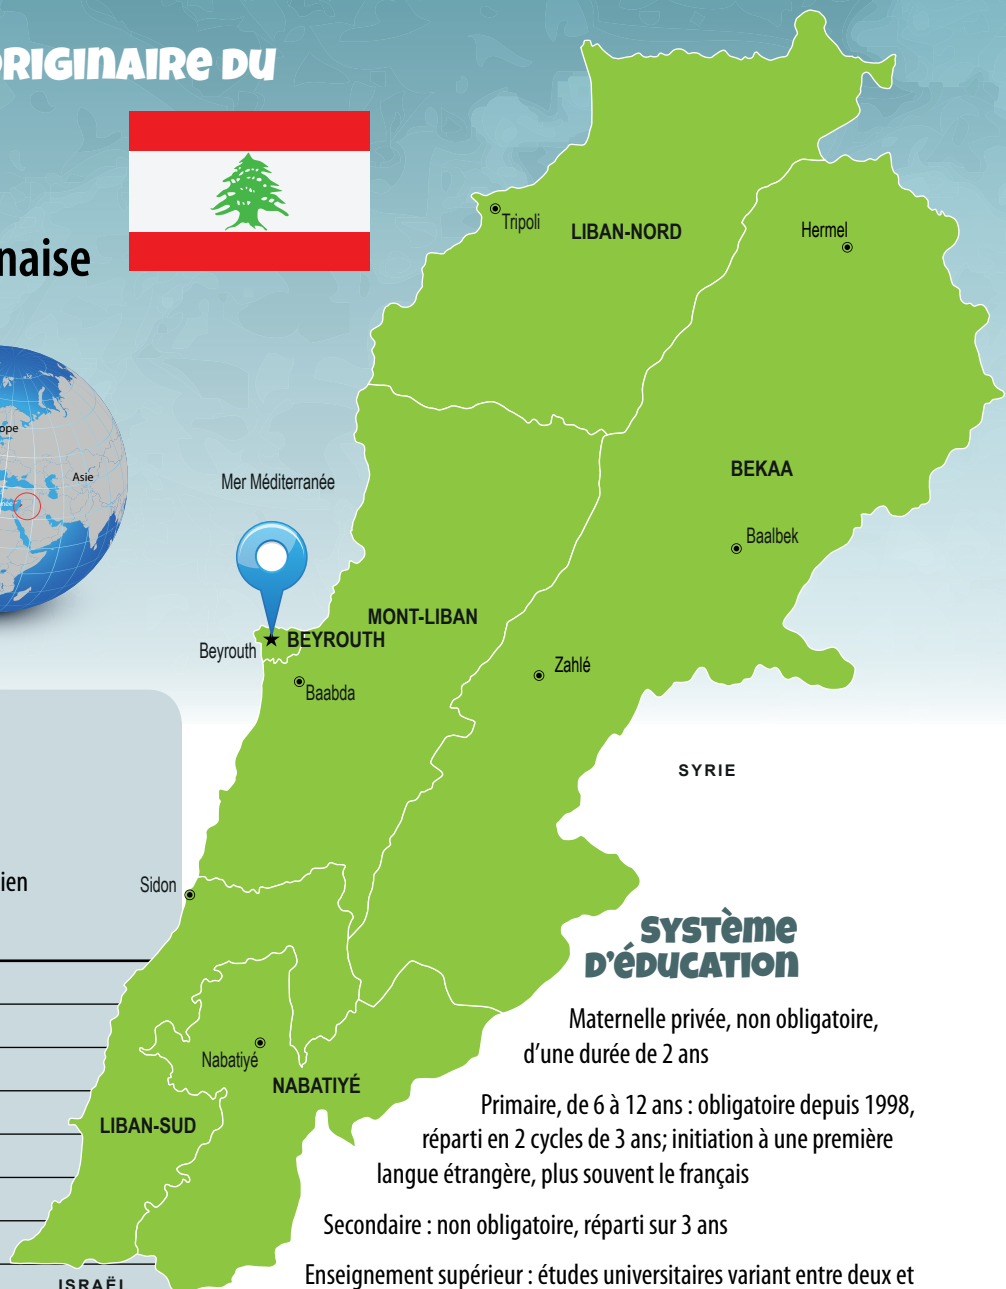 ORIGINAIRE DU
naise
ope
Asie
Tripoli
LIBAN-NORD
Hermel
BEKAA
Mer Méditerranée
Baalbek
MONT-LIBAN
BEYROUTH
Beyrouth
Zahlé
Baabda
SYRIE
ien
Sidon
SYSTÈME
D'ÉDUCATION
Maternelle privée, non obligatoire,
d'une durée de 2 ans
Nabatiyé
NABATIYÉ
Primaire, de 6 à 12 ans : obligatoire depuis 1998,
réparti en 2 cycles de 3 ans; initiation à une première
langue étrangère, plus souvent le français
LIBAN-SUD
Secondaire : non obligatoire, réparti sur 3 ans
Enseignement supérieur : études universitaires variant entre deux et
ISRAËL